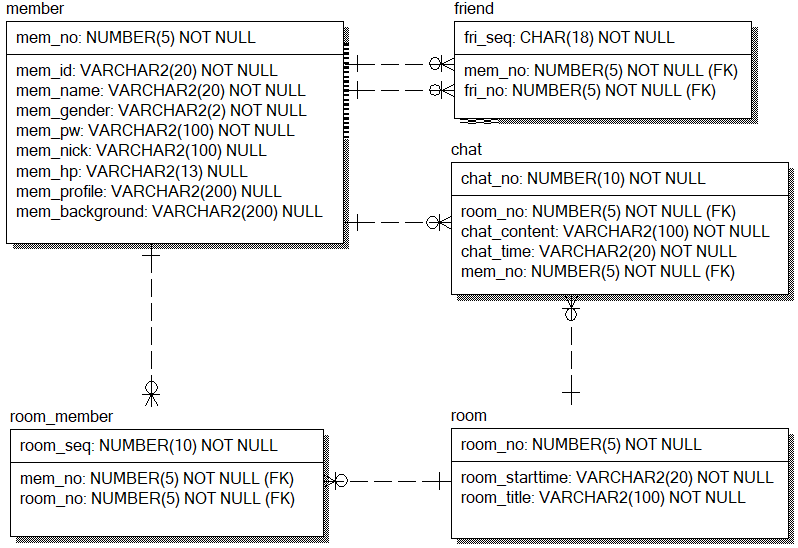 member
mem_no: NUMBER(5) NOT NULL
mem_id: VARCHAR2(20) NOT NULL
mem_name: VARCHAR2(20) NOT NULL
mem_gender: VARCHAR2(2) NOT NULL
mem_pw: VARCHAR2(100) NOT NULL
mem_nick: VARCHAR2(100) NULL
mem_hp: VARCHAR2(13) NULL
mem_profile: VARCHAR2(200) NULL
mem_background: VARCHAR2(200) NULL
friend
fri_seq: CHAR(18) NOT NULL
mem_no: NUMBER(5) NOT NULL (FK)
fri_no: NUMBER(5) NOT NULL (FK)
chat
chat_no: NUMBER(10) NOT NULL
room_no: NUMBER(5) NOT NULL (FK)
chat_content: VARCHAR2(100) NOT NULL
chat_time: VARCHAR2(20) NOT NULL
mem_no: NUMBER(5) NOT NULL (FK)
room_member
room_seq: NUMBER(10) NOT NULL
mem_no: NUMBER(5) NOT NULL (FK)
room_no: NUMBER(5) NOT NULL (FK)
room
room_no: NUMBER(5) NOT NULL
room_starttime: VARCHAR2(20) NOT NULL
room_title: VARCHAR2(100) NOT NULL